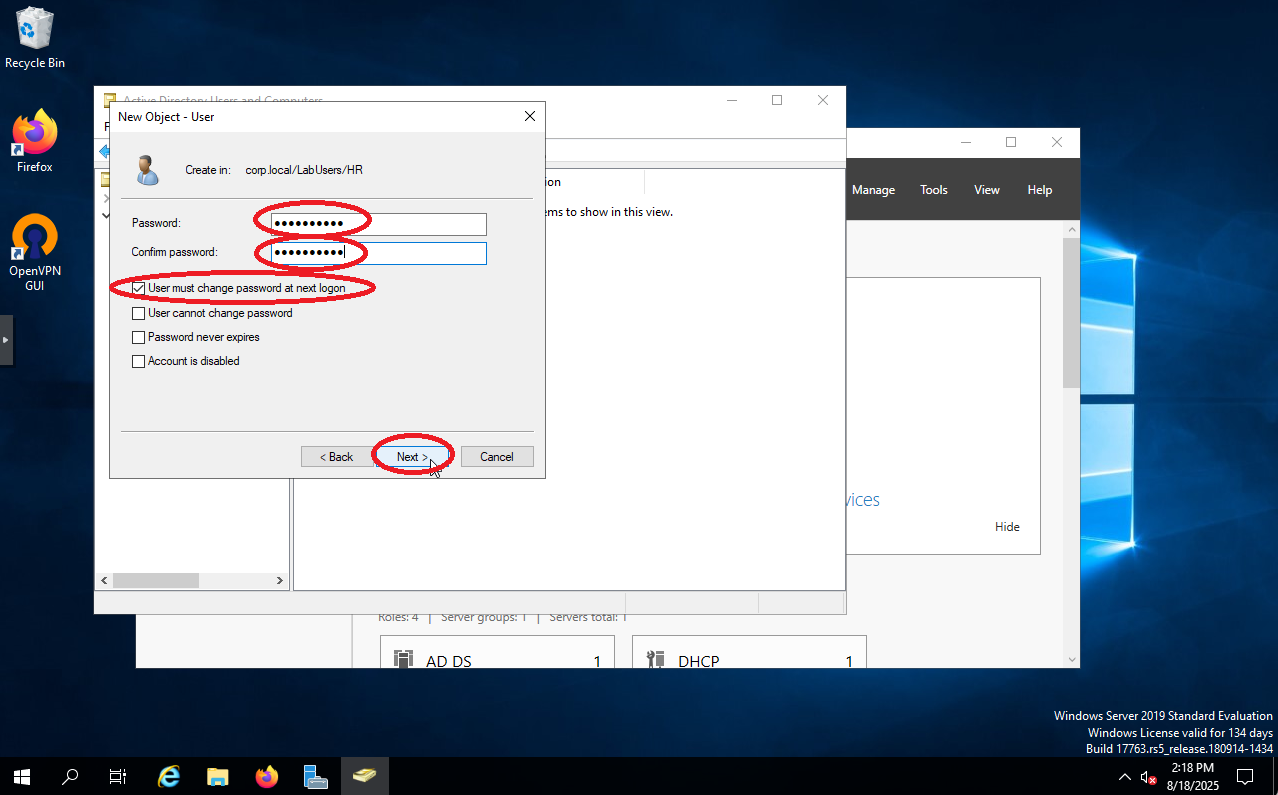 Recycle Bin
Firefox
OpenVPN
GUI
Active Directory Users and Computers
New Object - User
Create in: corp.local/LabUsers/HR
Password: ●●●●●●●●●●
Confirm password: ●●●●●●●●●●
User must change password at next logon
User cannot change password
Password never expires
Account is disabled
< Back Next > Cancel
ion
ems to show in this view.
Manage Tools View Help
vices
Hide
Roles: 4 | Server groups: 1 | Servers total: 1
AD DS 1
DHCP 1
Windows Server 2019 Standard Evaluation
Windows License valid for 134 days
Build 17763.rs5_release.180914-1434
2:18 PM
8/18/2025